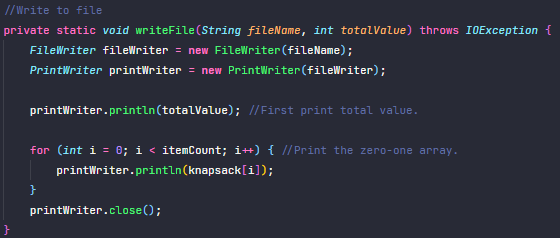 //Write to file
private static void writeFile(String fileName, int totalValue) throws IOException {
    FileWriter fileWriter = new FileWriter(fileName);
    PrintWriter printWriter = new PrintWriter(fileWriter);

    printWriter.println(totalValue); //First print total value.

    for (int i = 0; i < itemCount; i++) { //Print the zero-one array.
        printWriter.println(knapsack[i]);
    }
    printWriter.close();
}